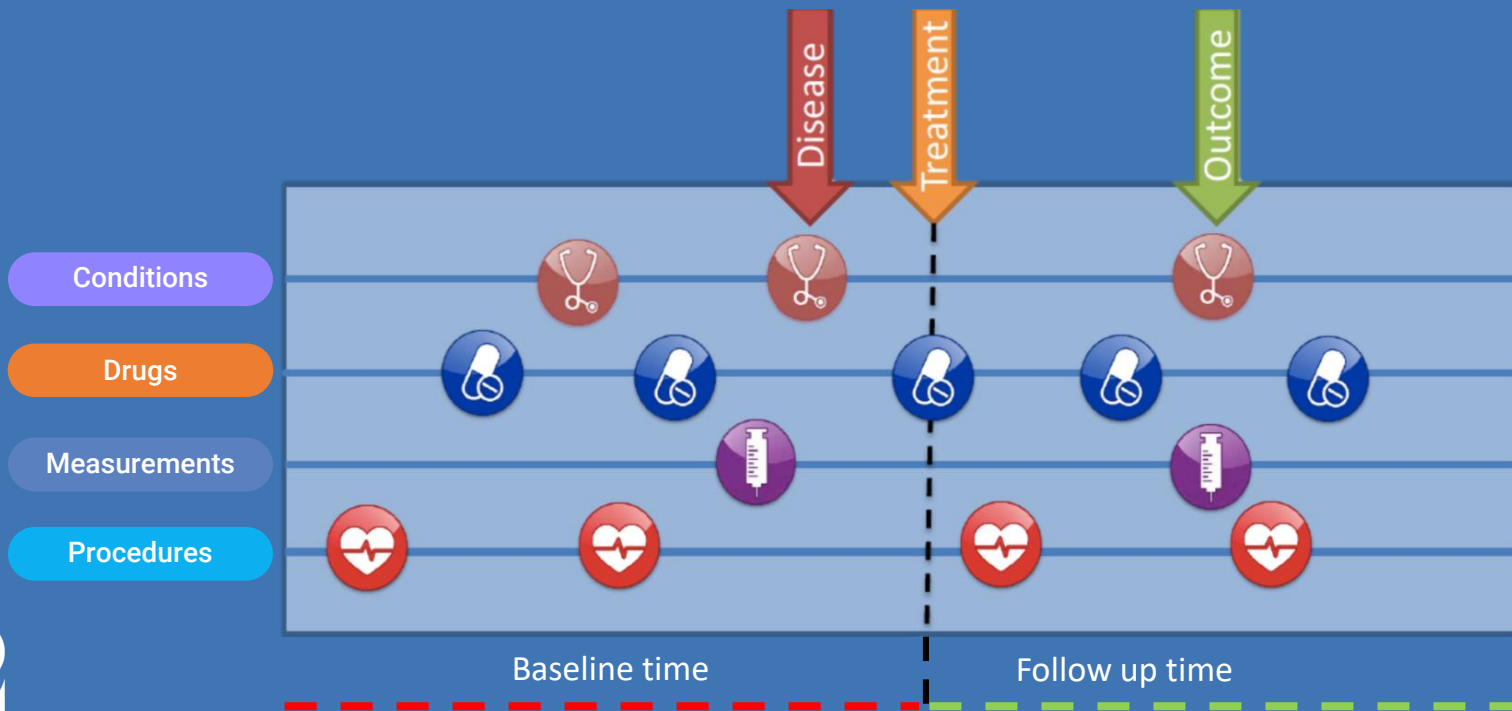 Disease
Treatment
Outcome
Conditions
Drugs
Measurements
Procedures
Baseline time
Follow up time